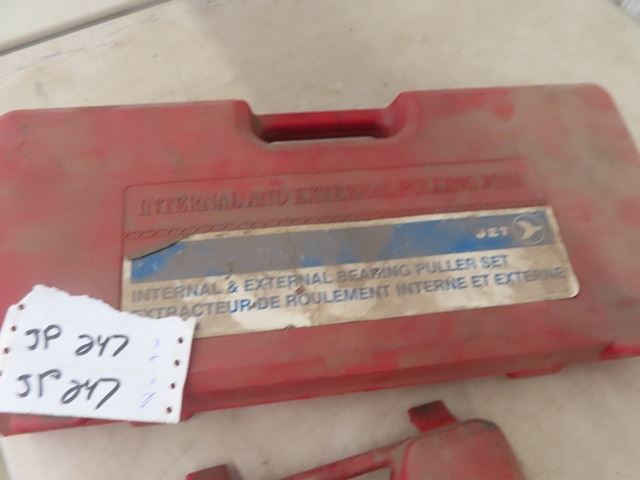 INTERNAL AND EXTERNAL PULLING
JET
INTERNAL & EXTERNAL BEARING PULLER SET
EXTRACTEUR DE ROULEMENT INTERNE ET EXTERNE
JP 247
JP 247